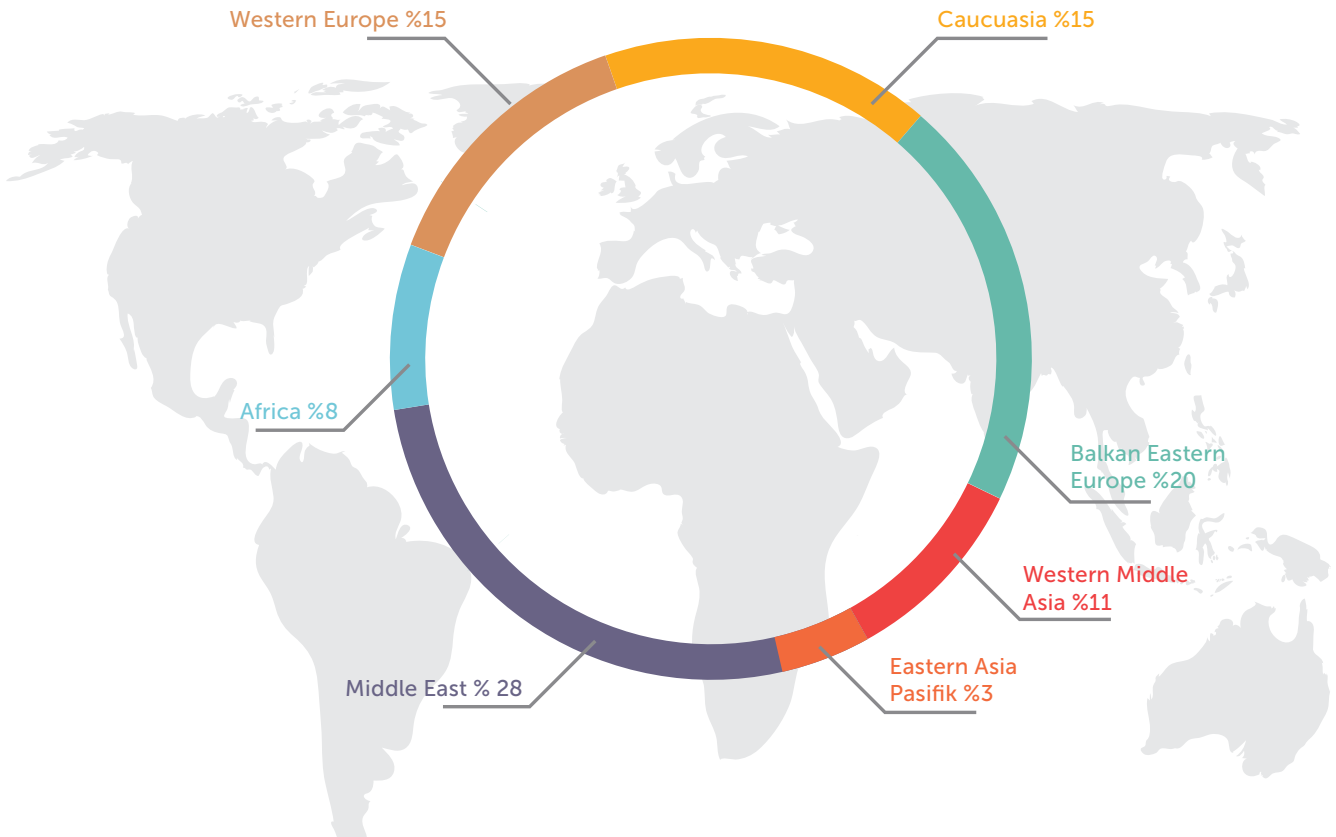 Western Europe %15
Caucuasia %15
Africa %8
Balkan Eastern
Europe %20
Western Middle
Asia %11
Eastern Asia
Pasifik %3
Middle East % 28